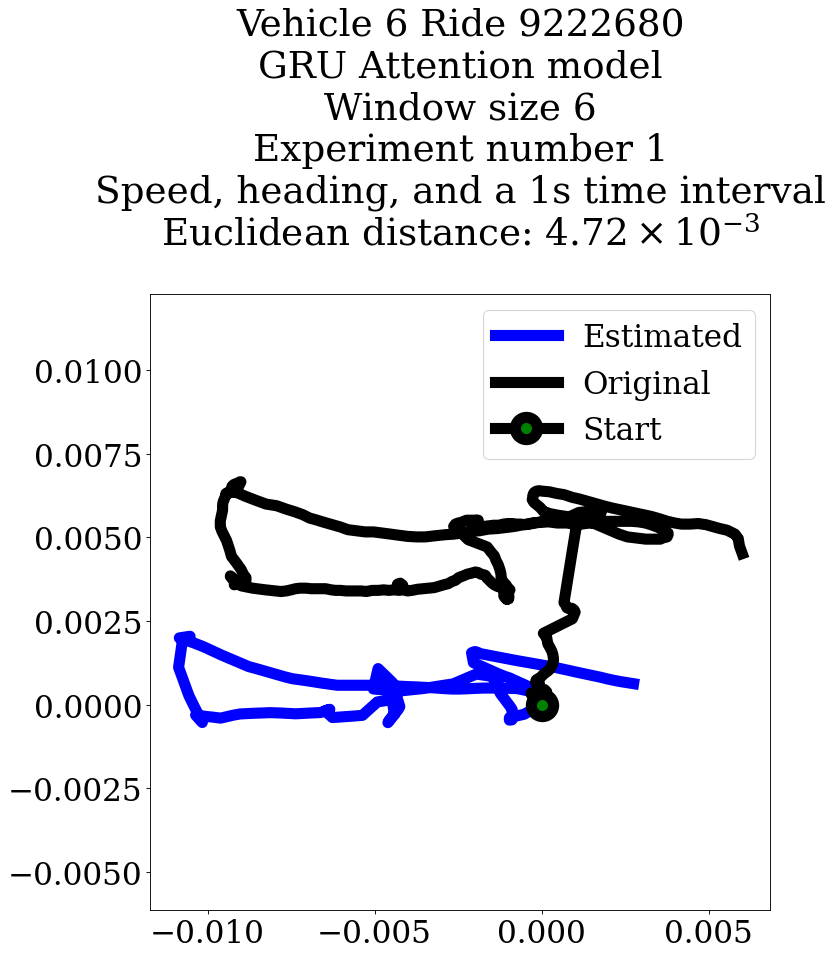 Vehicle 6 Ride 9222680
GRU Attention model
Window size 6
Experiment number 1
Speed, heading, and a 1s time interval
Euclidean distance: 4.72 × 10⁻³
Estimated
Original
Start
0.0100
0.0075
0.0050
0.0025
0.0000
−0.0025
−0.0050
−0.010 −0.005 0.000 0.005